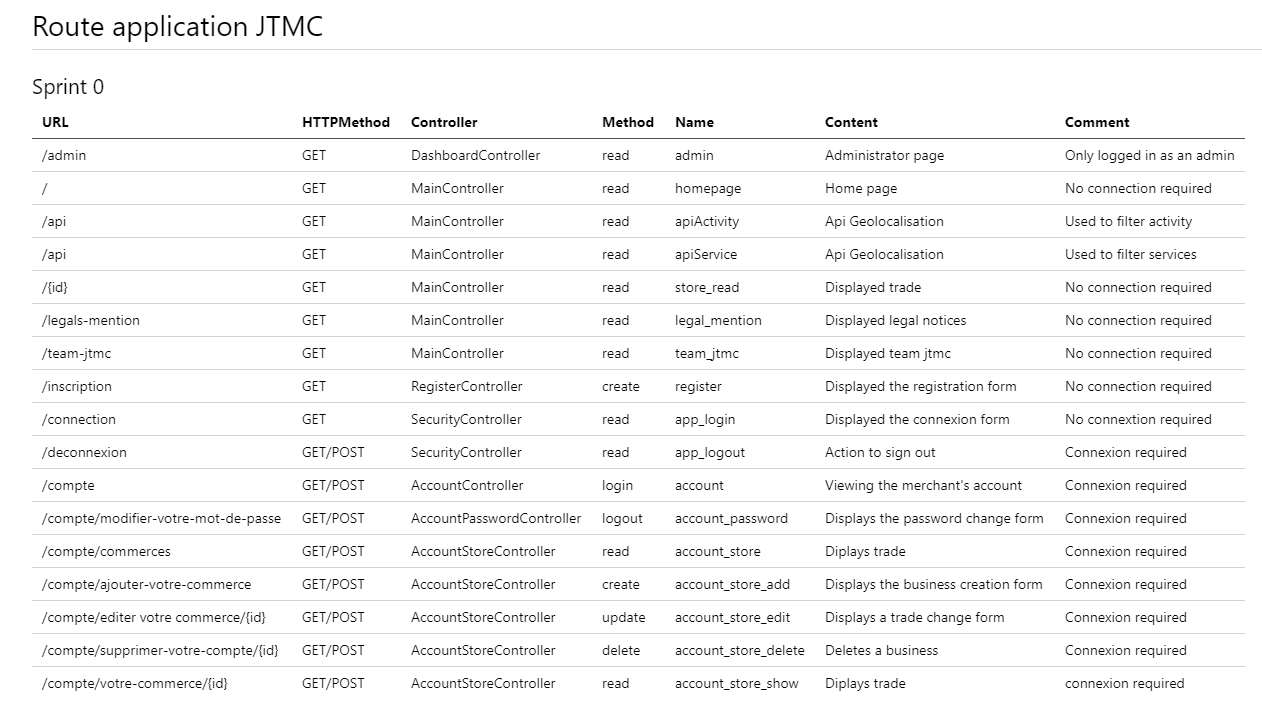 Route application JTMC
Sprint 0
URL HTTPMethod Controller Method Name Content Comment
/admin GET DashboardController read admin Administrator page Only logged in as an admin
/ GET MainController read homepage Home page No connection required
/api GET MainController read apiActivity Api Geolocalisation Used to filter activity
/api GET MainController read apiService Api Geolocalisation Used to filter services
/{id} GET MainController read store_read Displayed trade No connection required
/legals-mention GET MainController read legal_mention Displayed legal notices No connection required
/team-jtmc GET MainController read team_jtmc Displayed team jtmc No connection required
/inscription GET RegisterController create register Displayed the registration form No connection required
/connection GET SecurityController read app_login Displayed the connexion form No connextion required
/deconnexion GET/POST SecurityController read app_logout Action to sign out Connexion required
/compte GET/POST AccountController login account Viewing the merchant's account Connexion required
/compte/modifier-votre-mot-de-passe GET/POST AccountPasswordController logout account_password Displays the password change form Connexion required
/compte/commerces GET/POST AccountStoreController read account_store Diplays trade Connexion required
/compte/ajouter-votre-commerce GET/POST AccountStoreController create account_store_add Displays the business creation form Connexion required
/compte/editer votre commerce/{id} GET/POST AccountStoreController update account_store_edit Displays a trade change form Connexion required
/compte/supprimer-votre-compte/{id} GET/POST AccountStoreController delete account_store_delete Deletes a business Connexion required
/compte/votre-commerce/{id} GET/POST AccountStoreController read account_store_show Diplays trade connexion required